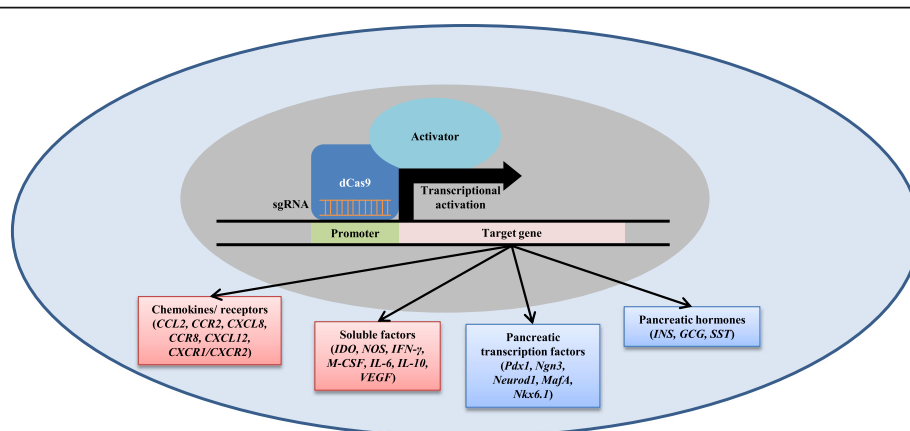 Activator
dCas9
sgRNA
Transcriptional
activation
Promoter
Target gene
Chemokines/ receptors
(CCL2, CCR2, CXCL8,
CCR8, CXCL12,
CXCR1/CXCR2)
Soluble factors
(IDO, NOS, IFN-γ,
M-CSF, IL-6, IL-10,
VEGF)
Pancreatic
transcription factors
(Pdx1, Ngn3,
Neurod1, MafA,
Nkx6.1)
Pancreatic hormones
(INS, GCG, SST)